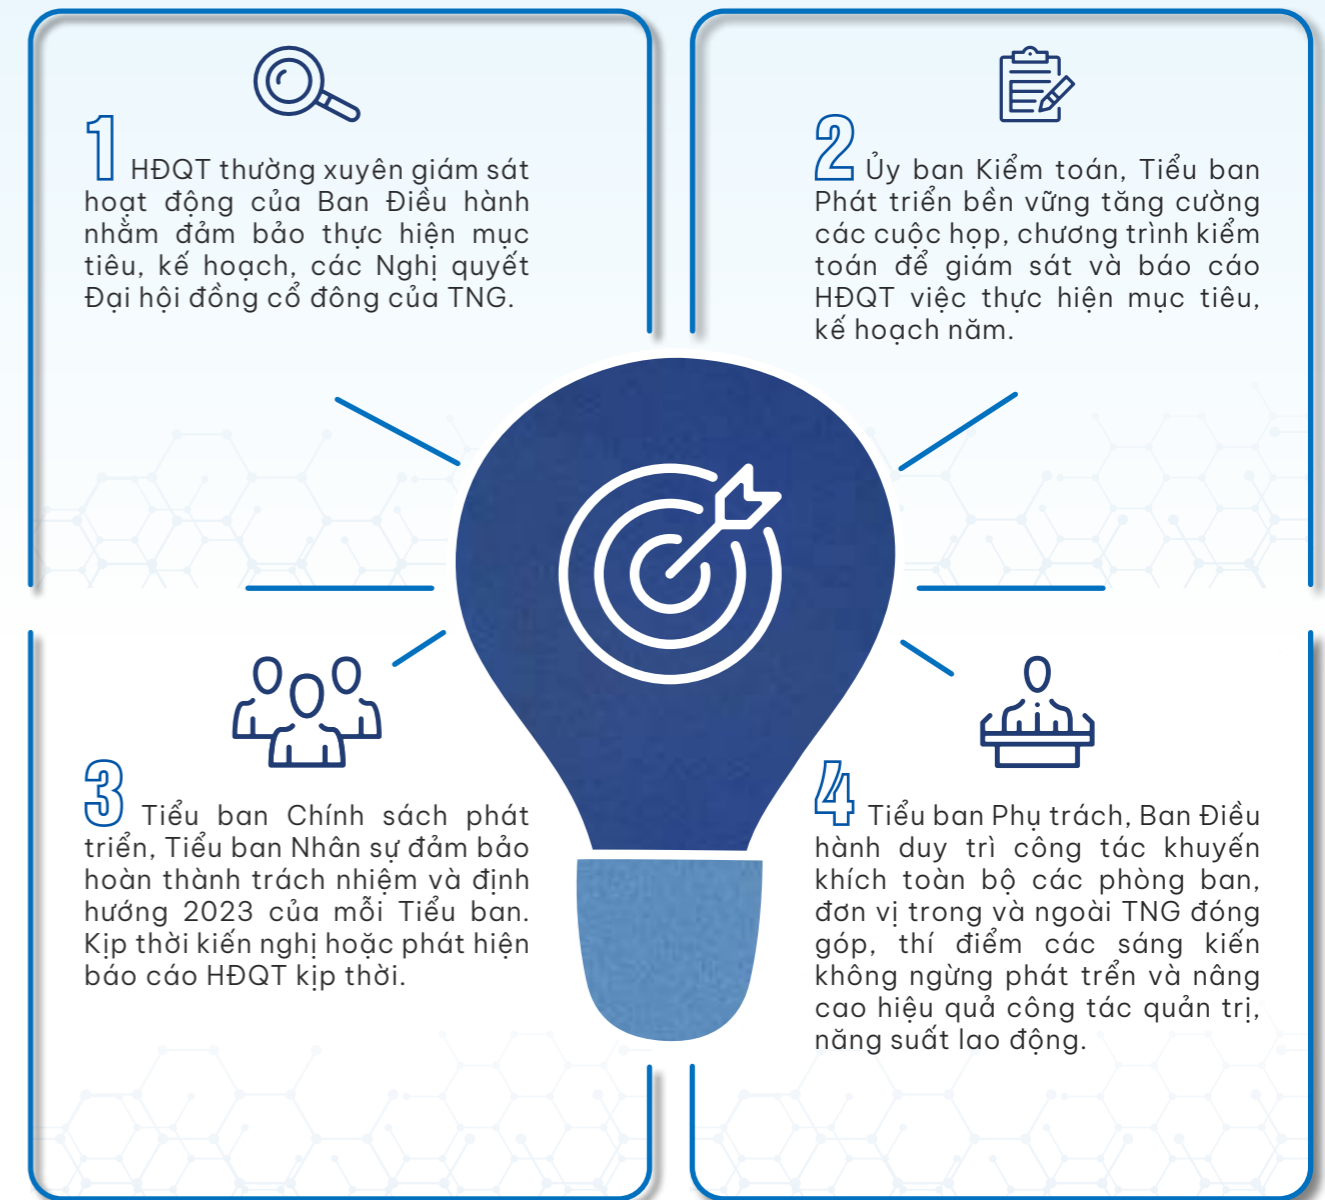 1 HĐQT thường xuyên giám sát
hoạt động của Ban Điều hành
nhằm đảm bảo thực hiện mục
tiêu, kế hoạch, các Nghị quyết
Đại hội đồng cổ đông của TNG.
2 Ủy ban Kiểm toán, Tiểu ban
Phát triển bền vững tăng cường
các cuộc họp, chương trình kiểm
toán để giám sát và báo cáo
HĐQT việc thực hiện mục tiêu,
kế hoạch năm.
3 Tiểu ban Chính sách phát
triển, Tiểu ban Nhân sự đảm bảo
hoàn thành trách nhiệm và định
hướng 2023 của mỗi Tiểu ban.
Kịp thời kiến nghị hoặc phát hiện
báo cáo HĐQT kịp thời.
4 Tiểu ban Phụ trách, Ban Điều
hành duy trì công tác khuyến
khích toàn bộ các phòng ban,
đơn vị trong và ngoài TNG đóng
góp, thí điểm các sáng kiến
không ngừng phát trển và nâng
cao hiệu quả công tác quản trị,
năng suất lao động.